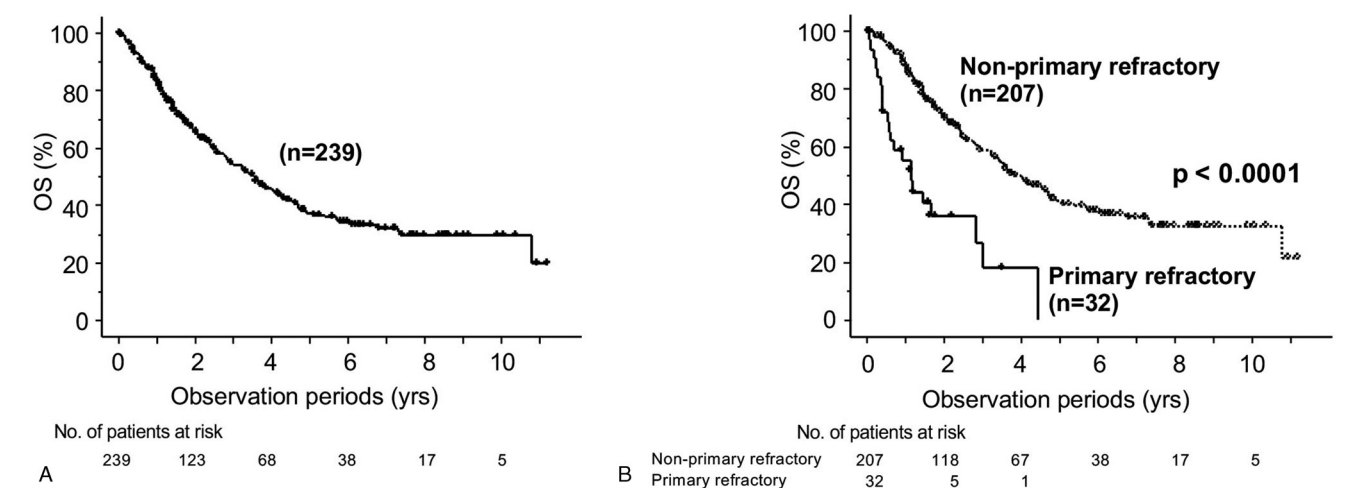 100
80
60
40
20
0
OS (%)
(n=239)
0 2 4 6 8 10
Observation periods (yrs)
No. of patients at risk
239 123 68 38 17 5
A
100
80
60
40
20
0
OS (%)
Non-primary refractory
(n=207)
p < 0.0001
Primary refractory
(n=32)
0 2 4 6 8 10
Observation periods (yrs)
No. of patients at risk
B
Non-primary refractory 207 118 67 38 17 5
Primary refractory 32 5 1